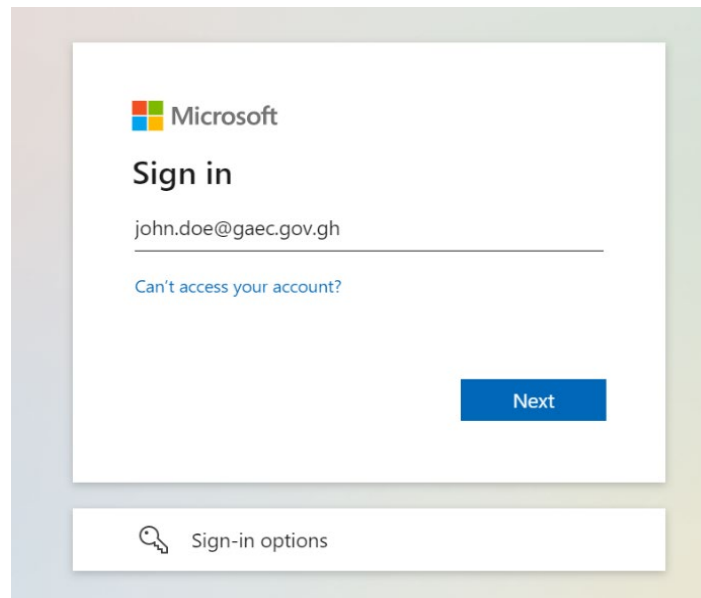 Microsoft
Sign in
john.doe@gaec.gov.gh
Can't access your account?
Next
Sign-in options